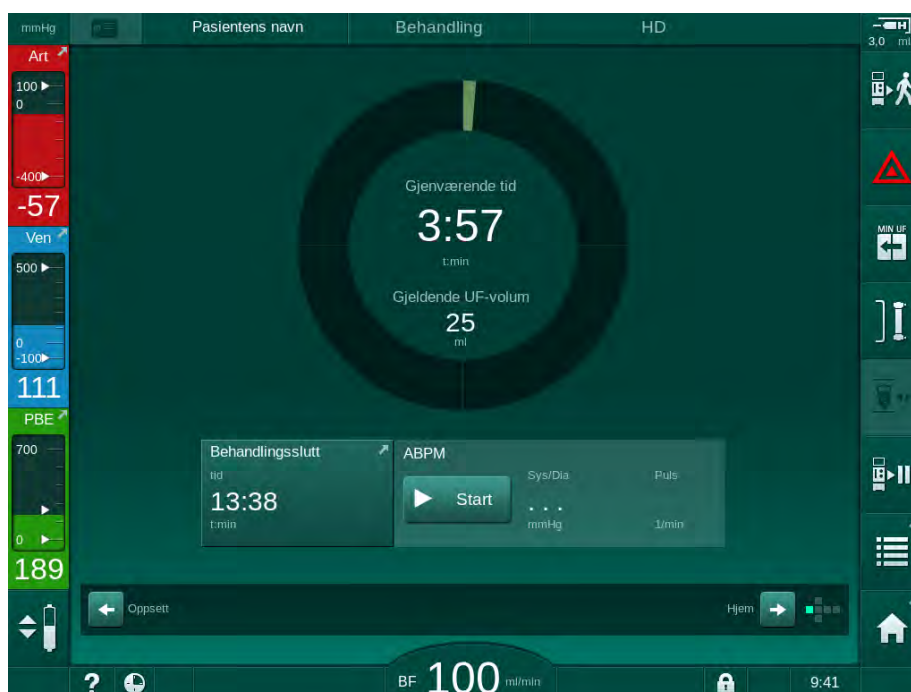 mmHg
Pasientens navn
Behandling
HD
3,0 ml
Art
100
0
-400
-57
Ven
500
0
-100
111
PBE
700
0
189
Gjenværende tid
3:57
t:min
Gjeldende UF-volum
25
ml
Behandlingsslutt
tid
13:38
t:min
ABPM
Start
Sys/Dia
. . .
mmHg
Puls
1/min
H
MIN UF
Oppsett
Hjem
?
BF 100 ml/min
9:41